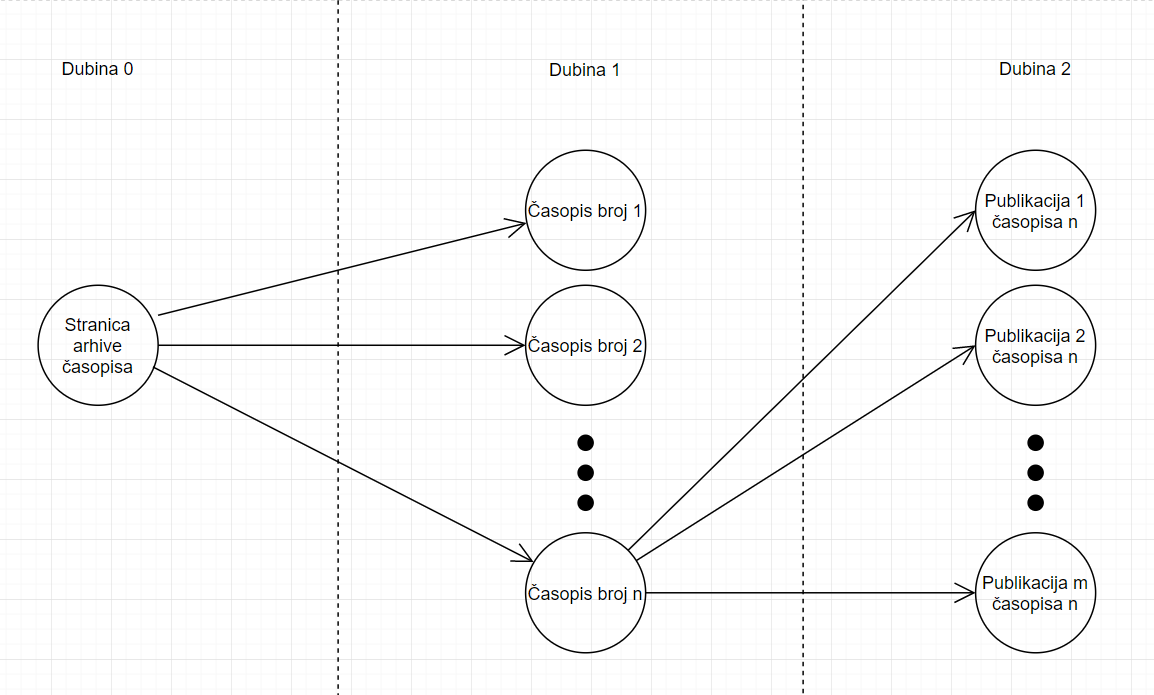 Dubina 0
Dubina 1
Dubina 2
Stranica
arhive
časopisa
Časopis broj 1
Časopis broj 2
Časopis broj n
Publikacija 1
časopisa n
Publikacija 2
časopisa n
Publikacija m
časopisa n